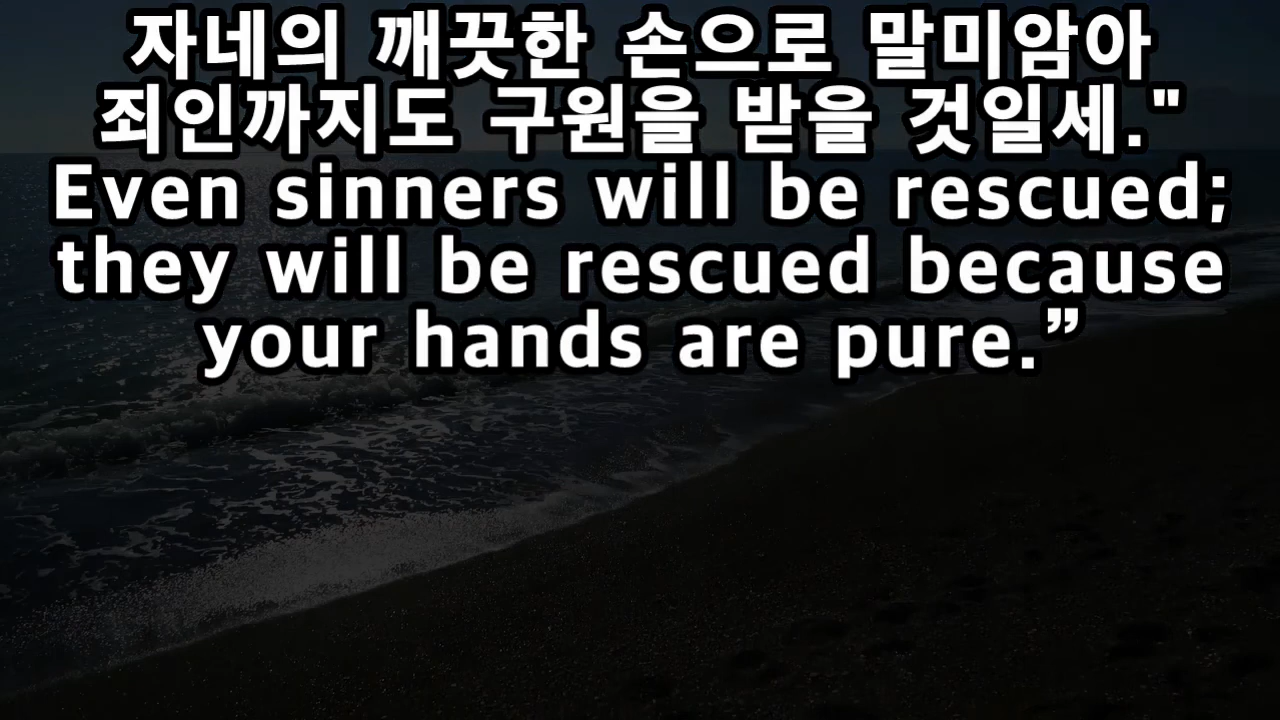 자네의 깨끗한 손으로 말미암아
죄인까지도 구원을 받을 것일세."
Even sinners will be rescued;
they will be rescued because
your hands are pure.”